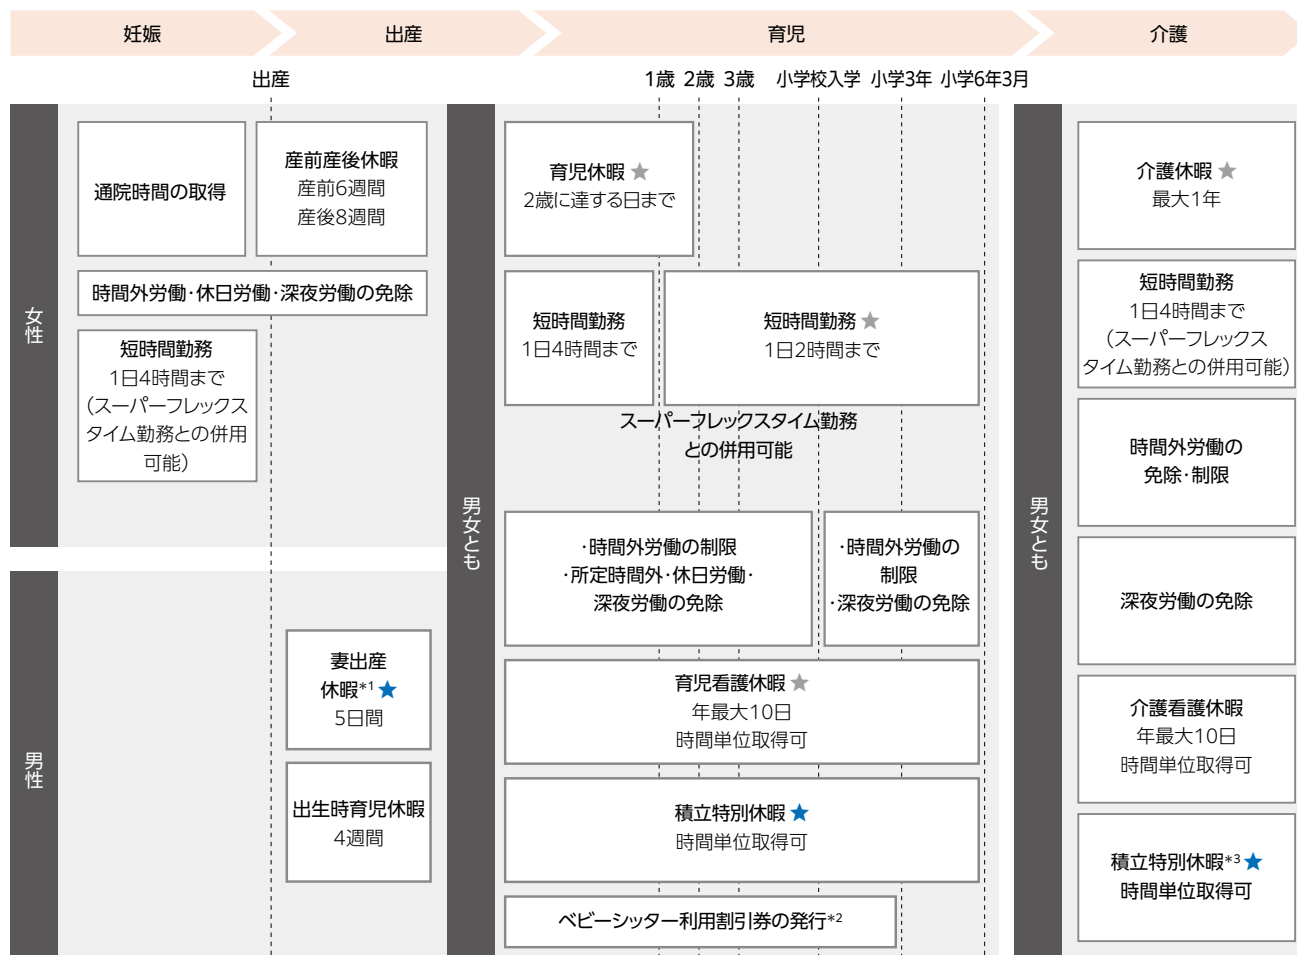 妊娠
出産
育児
介護
出産
1歳
2歳
3歳
小学校入学
小学3年
小学6年3月
女性
通院時間の取得
産前産後休暇
産前6週間
産後8週間
時間外労働・休日労働・深夜労働の免除
短時間勤務
1日4時間まで
（スーパーフレックス
タイム勤務との併用
可能）
男性
妻出産
休暇*1★
5日間
出生時育児休暇
4週間
男女とも
育児休暇★
2歳に達する日まで
短時間勤務
1日4時間まで
短時間勤務★
1日2時間まで
スーパーフレックスタイム勤務
との併用可能
・時間外労働の制限
・所定時間外・休日労働・
深夜労働の免除
・時間外労働の
制限
・深夜労働の免除
育児看護休暇★
年最大10日
時間単位取得可
積立特別休暇★
時間単位取得可
ベビーシッター利用割引券の発行*2
男女とも
介護休暇★
最大1年
短時間勤務
1日4時間まで
（スーパーフレックス
タイム勤務との併用可能）
時間外労働の
免除・制限
深夜労働の免除
介護看護休暇
年最大10日
時間単位取得可
積立特別休暇*3★
時間単位取得可